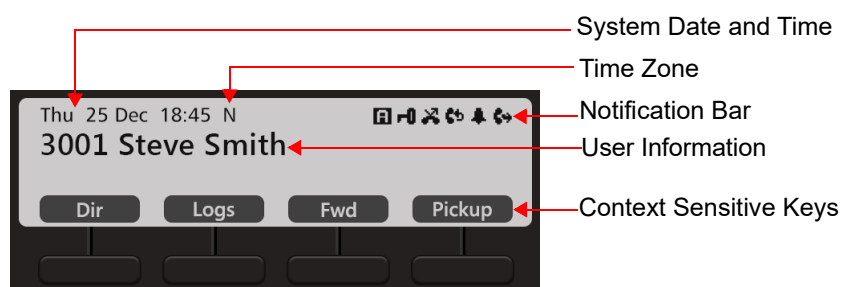 System Date and Time
Time Zone
Thu 25 Dec 18:45 N
Notification Bar
3001 Steve Smith
User Information
Dir Logs Fwd Pickup
Context Sensitive Keys